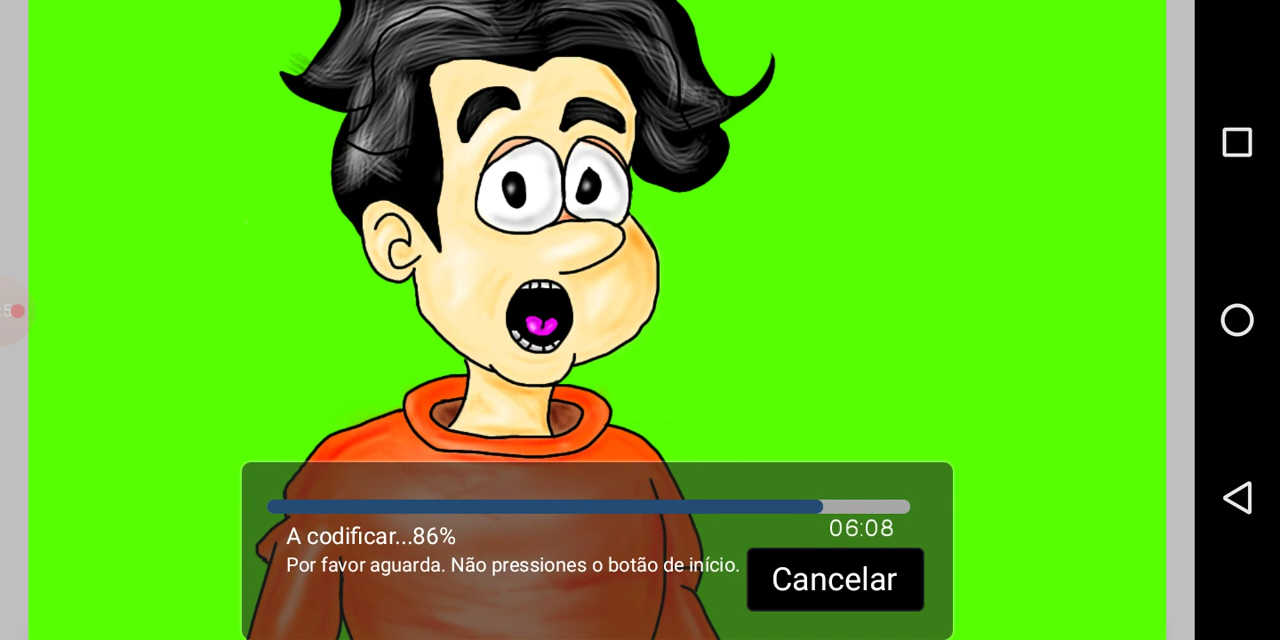 06:08
A codificar...86%
Por favor aguarda. Não pressiones o botão de início.
Cancelar